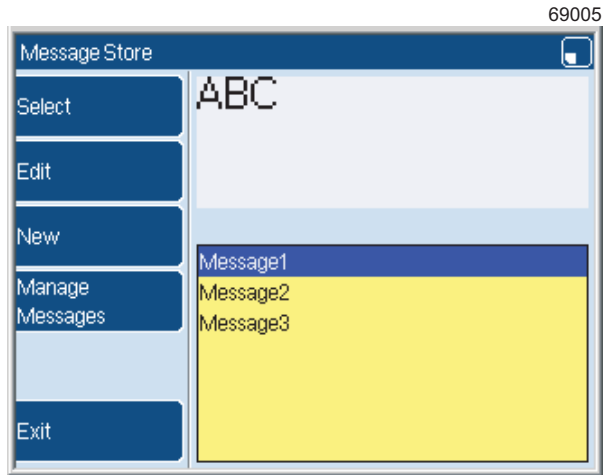 69005
Message Store
Select
ABC
Edit
New
Message1
Manage
Messages
Message2
Message3
Exit